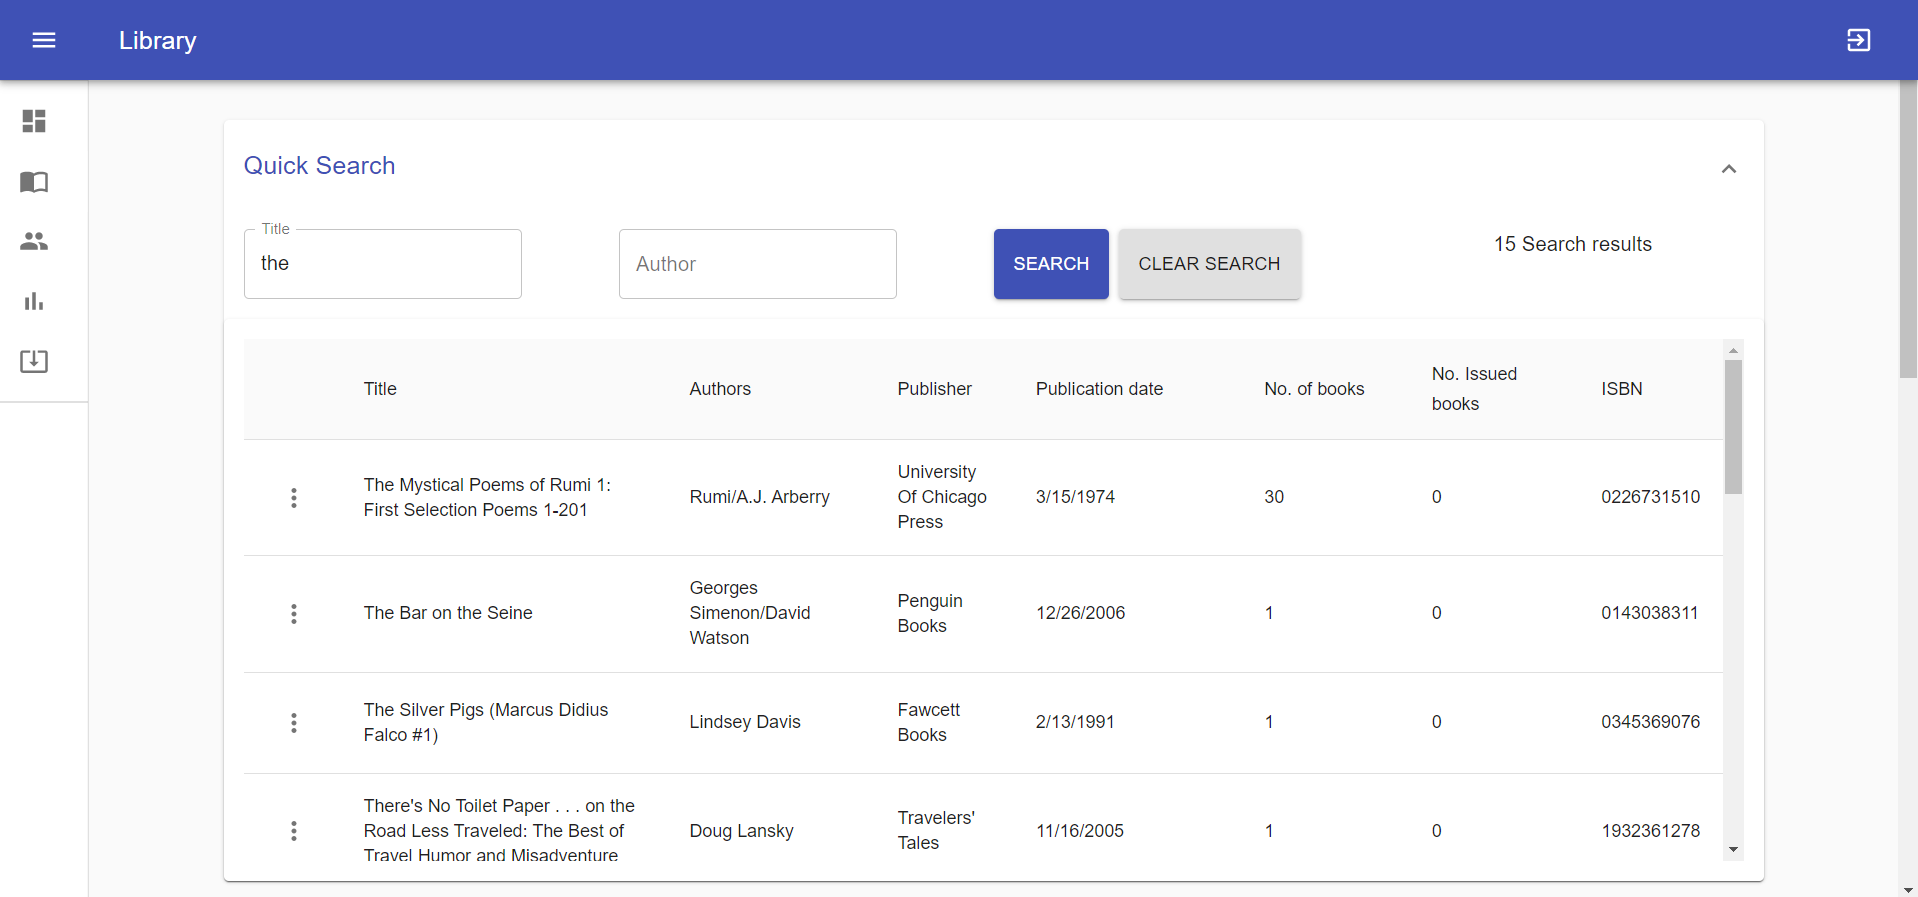 Library
Quick Search
Title
the
Author
SEARCH
CLEAR SEARCH
15 Search results
Title Authors Publisher Publication date No. of books No. Issued books ISBN
The Mystical Poems of Rumi 1:
First Selection Poems 1-201
Rumi/A.J. Arberry
University
Of Chicago
Press
3/15/1974
30
0
0226731510
The Bar on the Seine
Georges
Simenon/David
Watson
Penguin
Books
12/26/2006
1
0
0143038311
The Silver Pigs (Marcus Didius
Falco #1)
Lindsey Davis
Fawcett
Books
2/13/1991
1
0
0345369076
There's No Toilet Paper . . . on the
Road Less Traveled: The Best of
Travel Humor and Misadventure
Doug Lansky
Travelers'
Tales
11/16/2005
1
0
1932361278